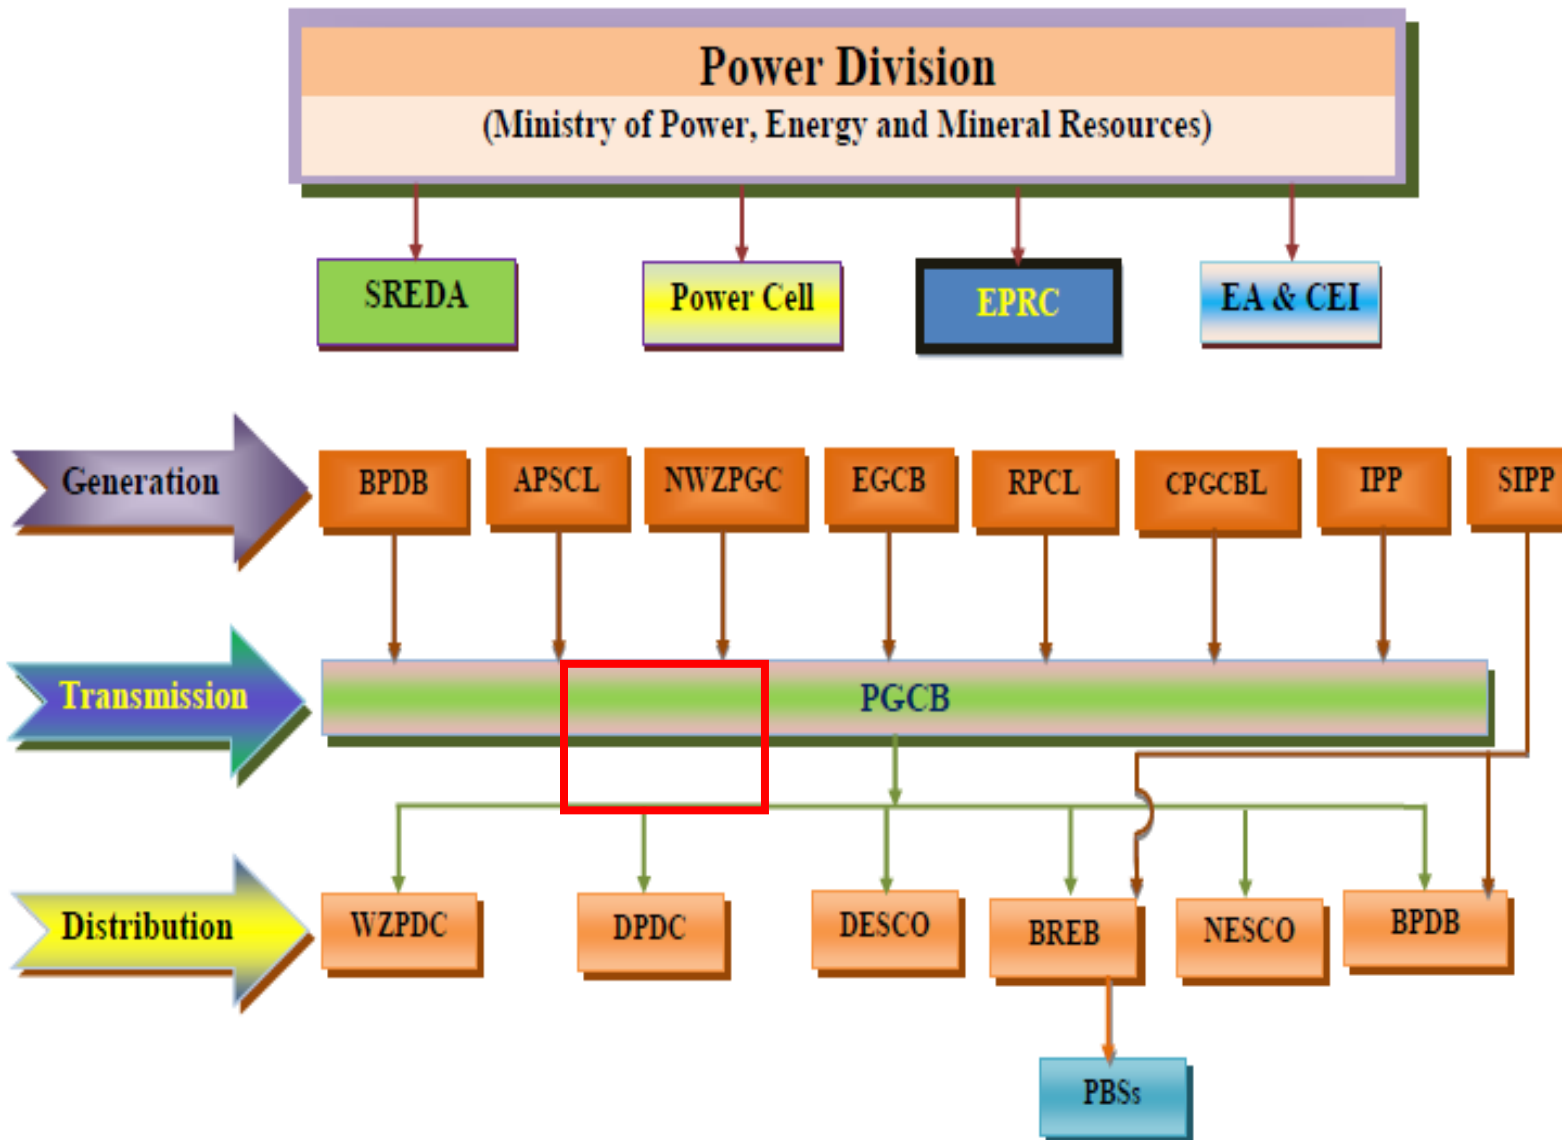 Power Division
(Ministry of Power, Energy and Mineral Resources)
SREDA
Power Cell
EPRC
EA & CEI
Generation
BPDB
APSCL
NWZPGC
EGCB
RPCL
CPGCBL
IPP
SIPP
Transmission
PGCB
Distribution
WZPDC
DPDC
DESCO
BREB
NESCO
BPDB
PBSs